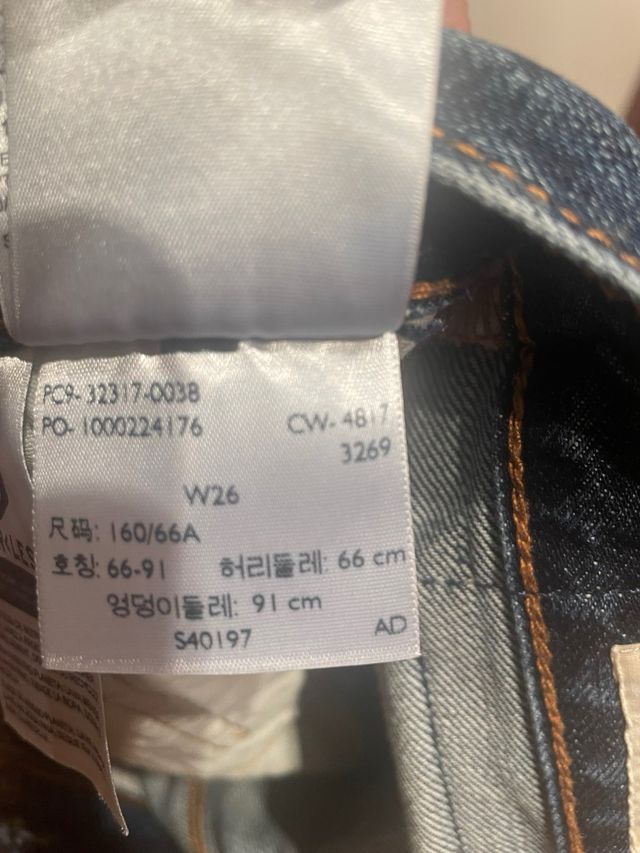 PC9- 32317-0038
PO- 1000224176 CW- 4817
3269
W26
尺码: 160/66A
호칭: 66-91 허리둘레: 66 cm
엉덩이둘레: 91 cm
S40197 AD